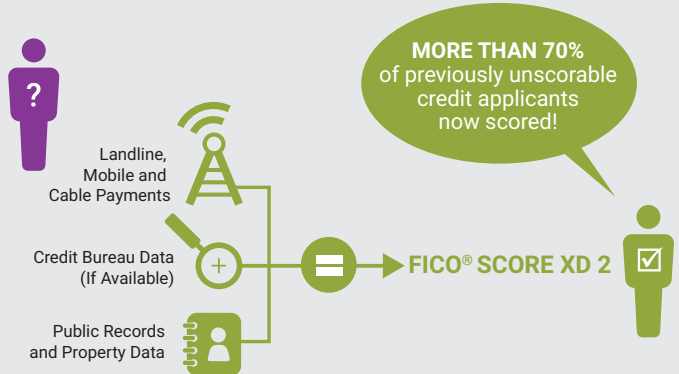 ?
MORE THAN 70%
of previously unscorable
credit applicants
now scored!
Landline,
Mobile and
Cable Payments
Credit Bureau Data
(If Available)
Public Records
and Property Data
FICO® SCORE XD 2